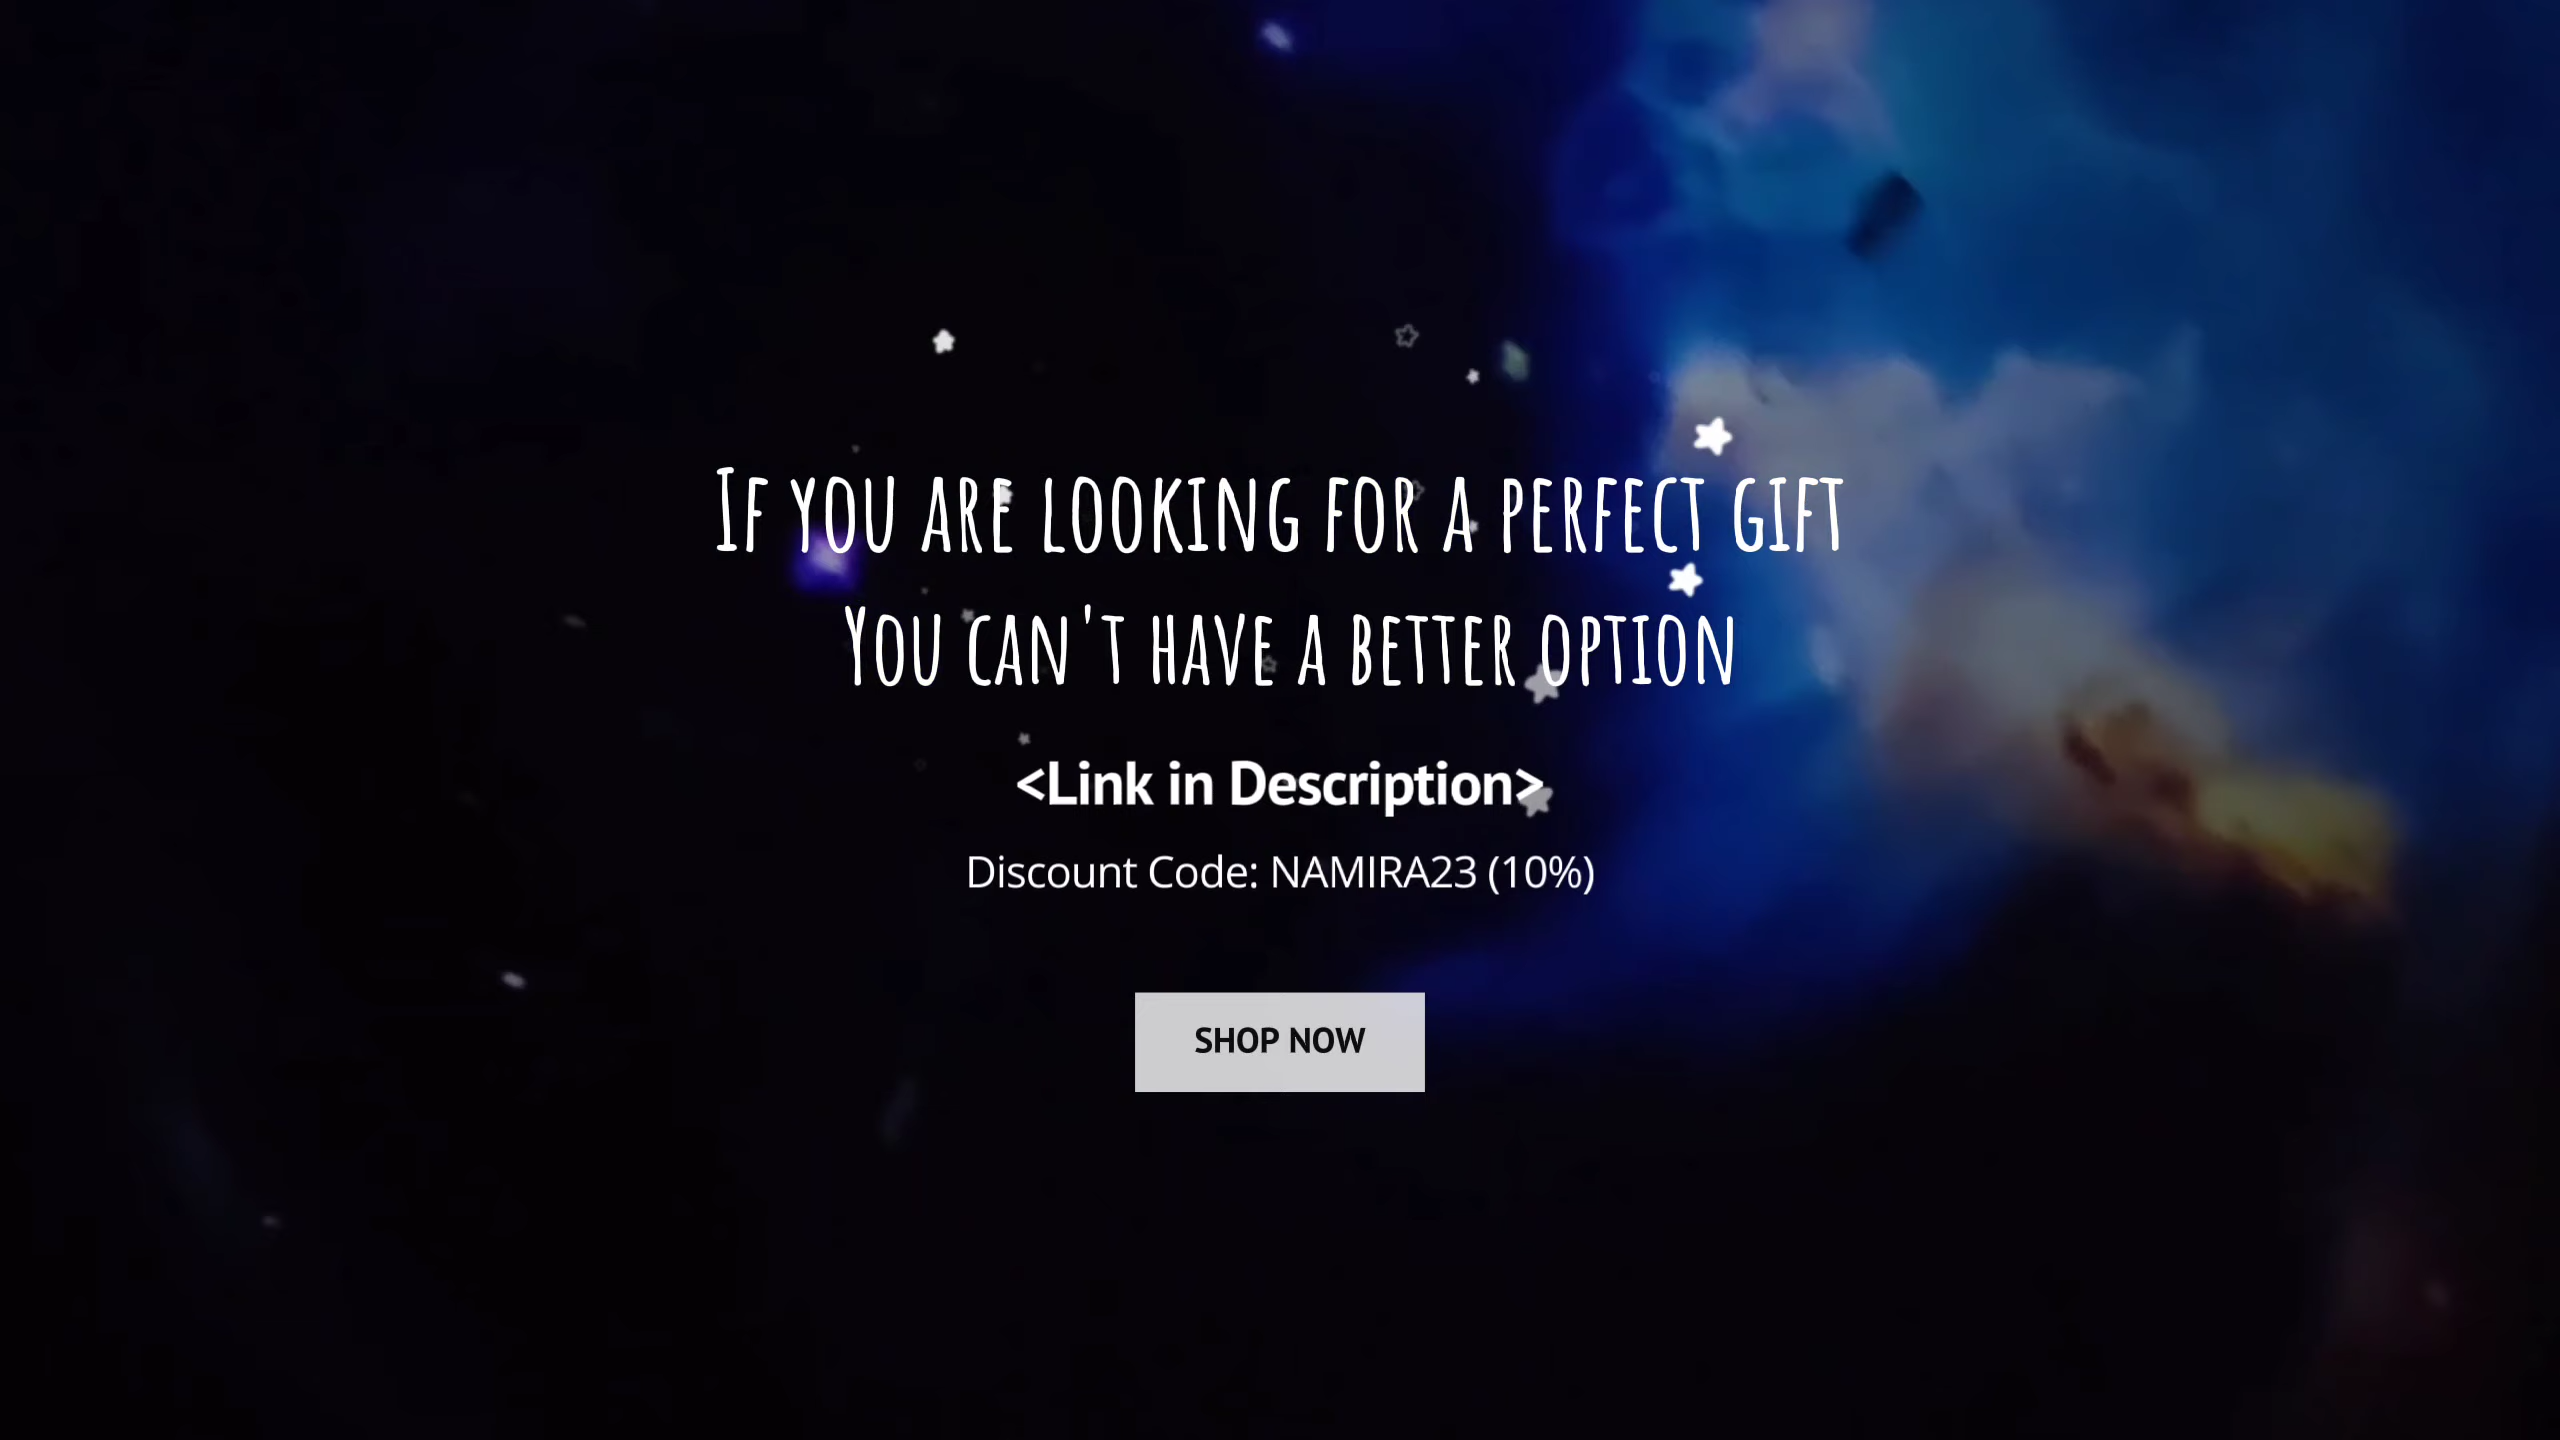 If you are looking for a perfect gift
You can't have a better option
<Link in Description>
Discount Code: NAMIRA23 (10%)
SHOP NOW